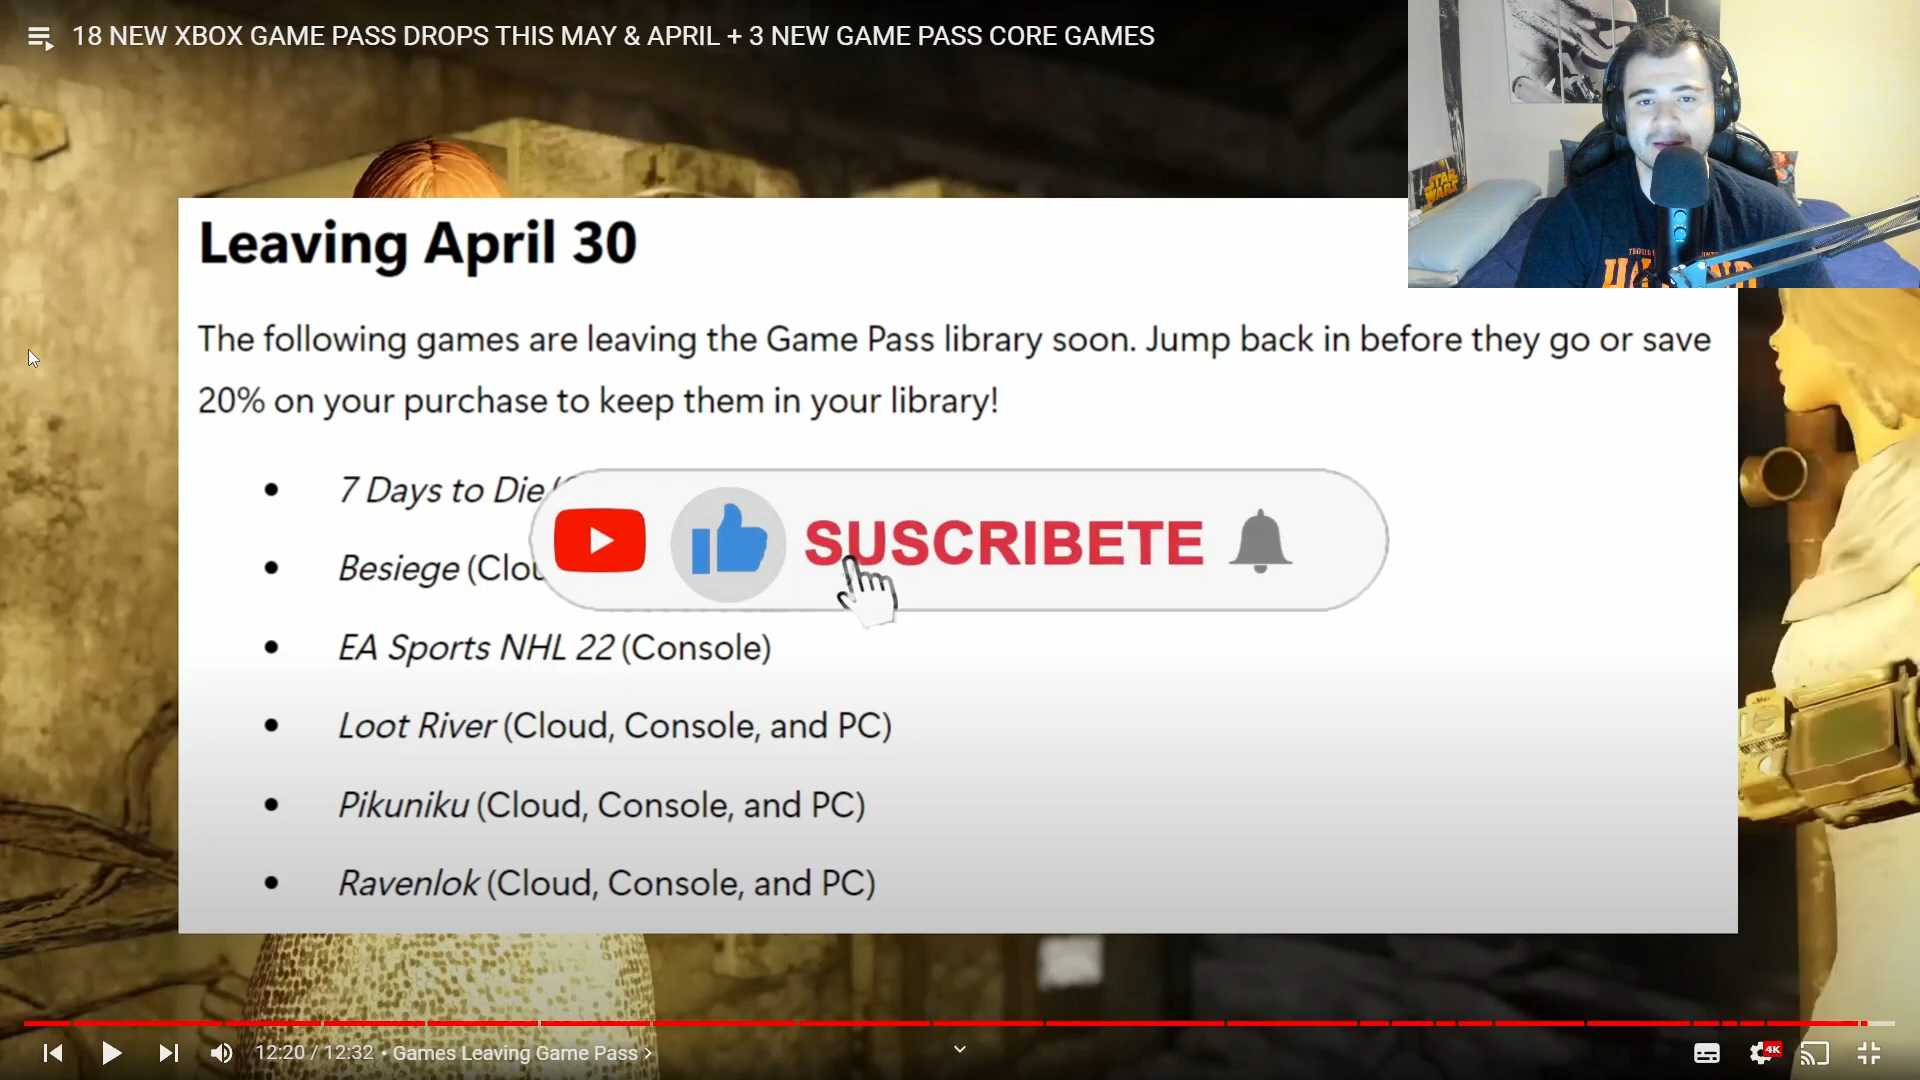 18 NEW XBOX GAME PASS DROPS THIS MAY & APRIL + 3 NEW GAME PASS CORE GAMES
STAR
WARS
Leaving April 30
The following games are leaving the Game Pass library soon. Jump back in before they go or save
20% on your purchase to keep them in your library!
• 7 Days to Die
SUSCRIBETE
• Besiege (Clou
• EA Sports NHL 22 (Console)
• Loot River (Cloud, Console, and PC)
• Pikuniku (Cloud, Console, and PC)
• Ravenlok (Cloud, Console, and PC)
12:20 / 12:32 • Games Leaving Game Pass >
4K